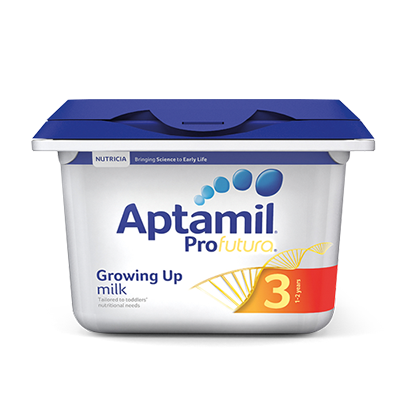 NUTRICIA Bringing Science to Early Life
Aptamil
Profutura
Growing Up
milk
Tailored to toddlers'
nutritional needs
3
1-2 years